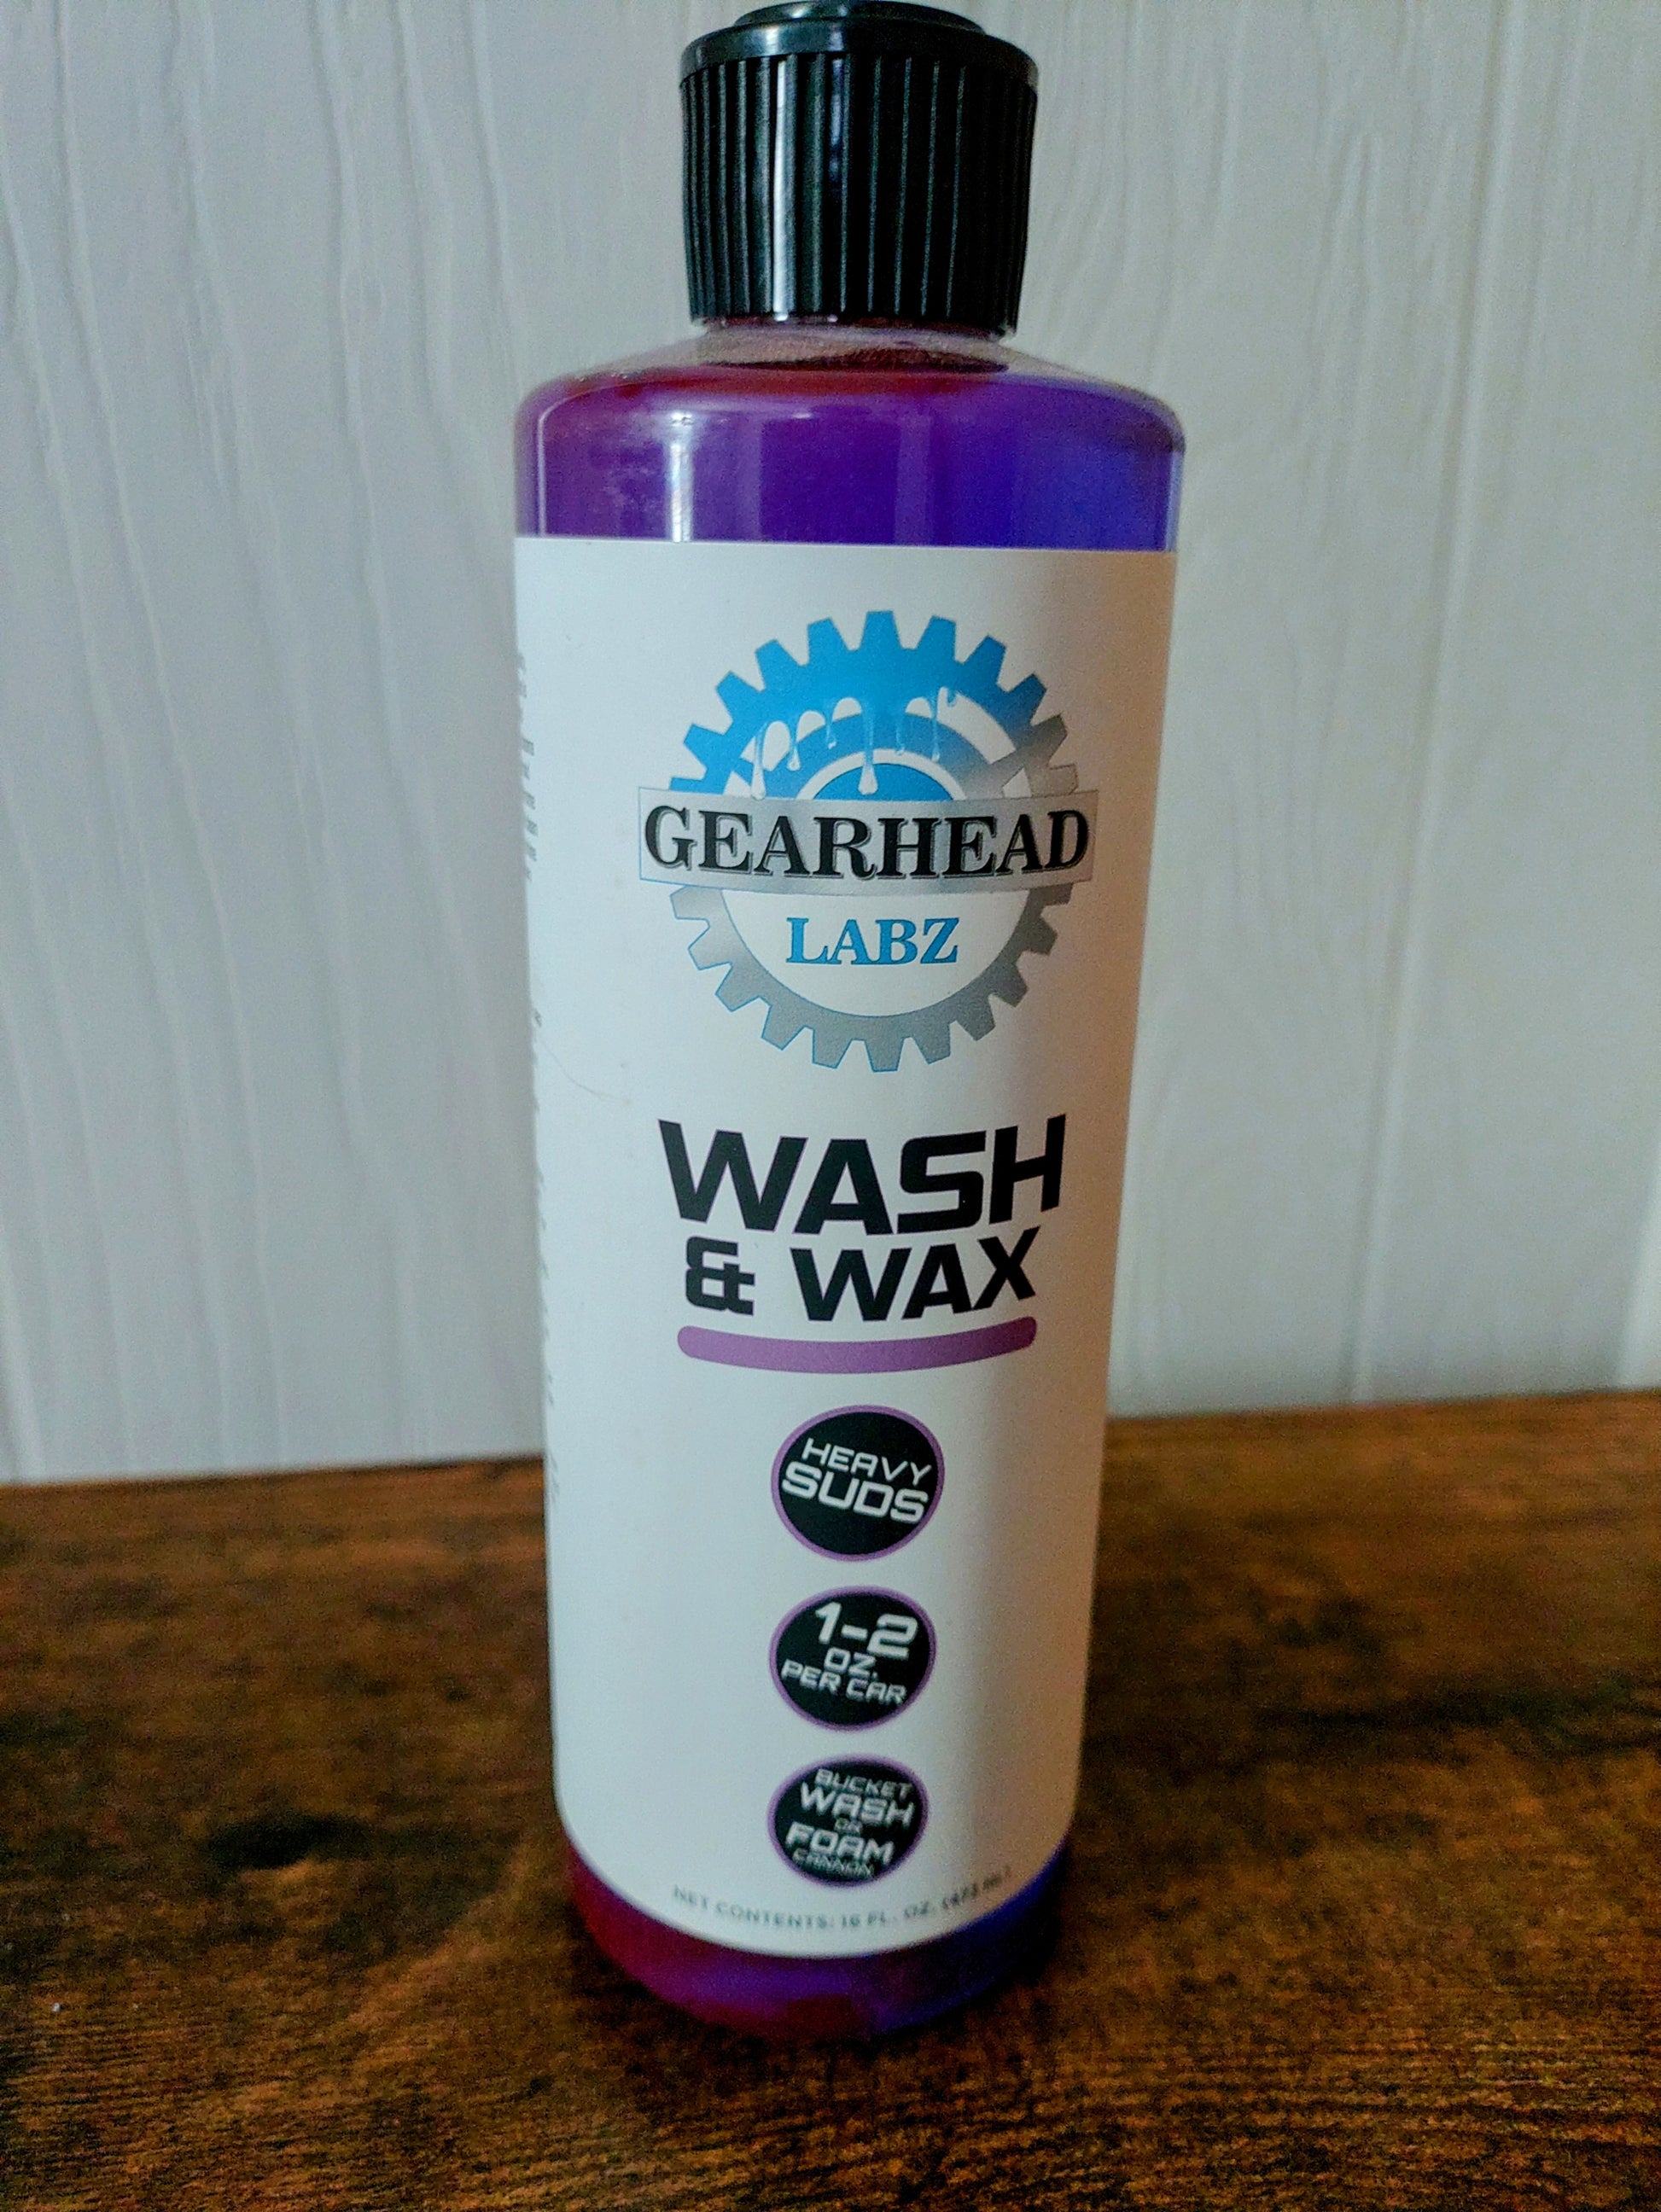 GEARHEAD
LABZ
WASH
& WAX
HEAVY
SUDS
1-2
OZ.
PER CAR
BUCKET
WASH
OR
FOAM
CANNON
NET CONTENTS: 16 FL. OZ. (473 mL)